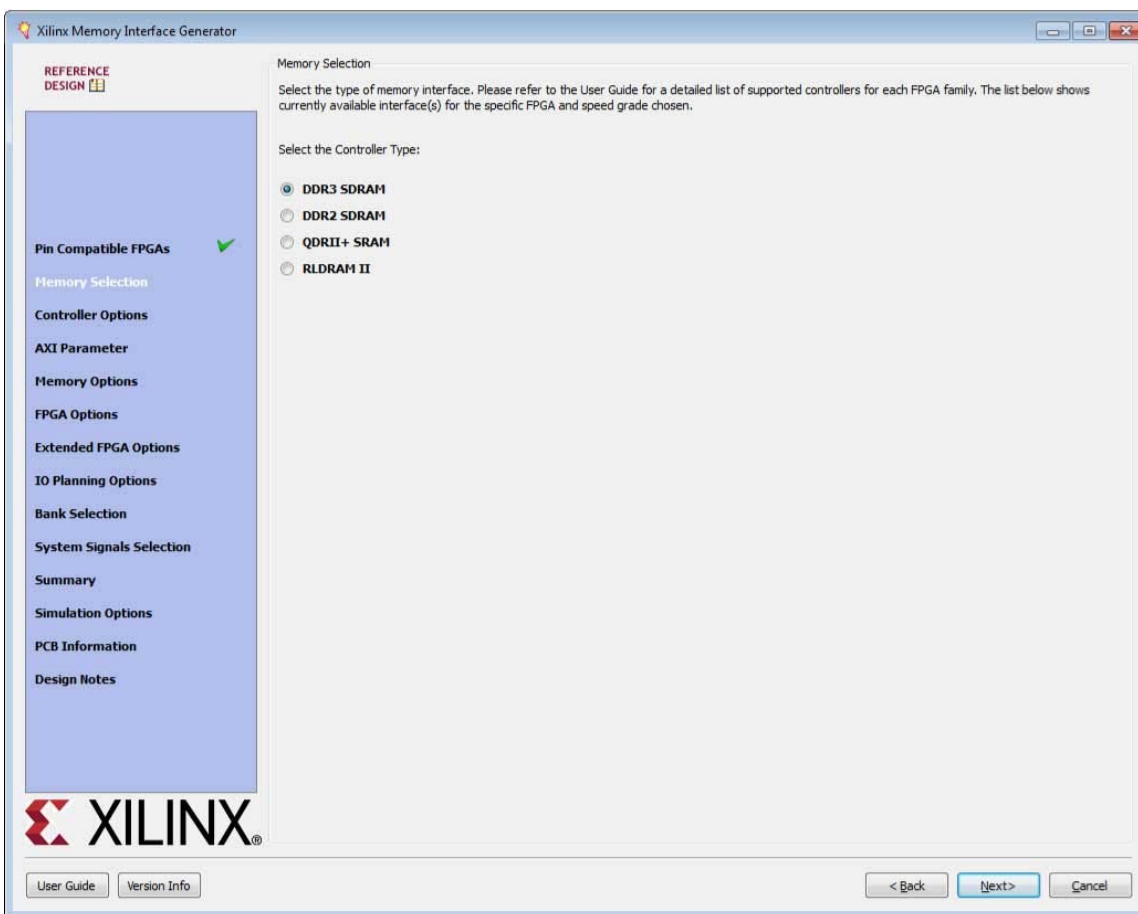 Xilinx Memory Interface Generator
REFERENCE
DESIGN
Pin Compatible FPGAs
Memory Selection
Controller Options
AXI Parameter
Memory Options
FPGA Options
Extended FPGA Options
IO Planning Options
Bank Selection
System Signals Selection
Summary
Simulation Options
PCB Information
Design Notes
XILINX®
Memory Selection
Select the type of memory interface. Please refer to the User Guide for a detailed list of supported controllers for each FPGA family. The list below shows
currently available interface(s) for the specific FPGA and speed grade chosen.
Select the Controller Type:
DDR3 SDRAM
DDR2 SDRAM
QDRII+ SRAM
RLDRAM II
User Guide
Version Info
< Back
Next>
Cancel